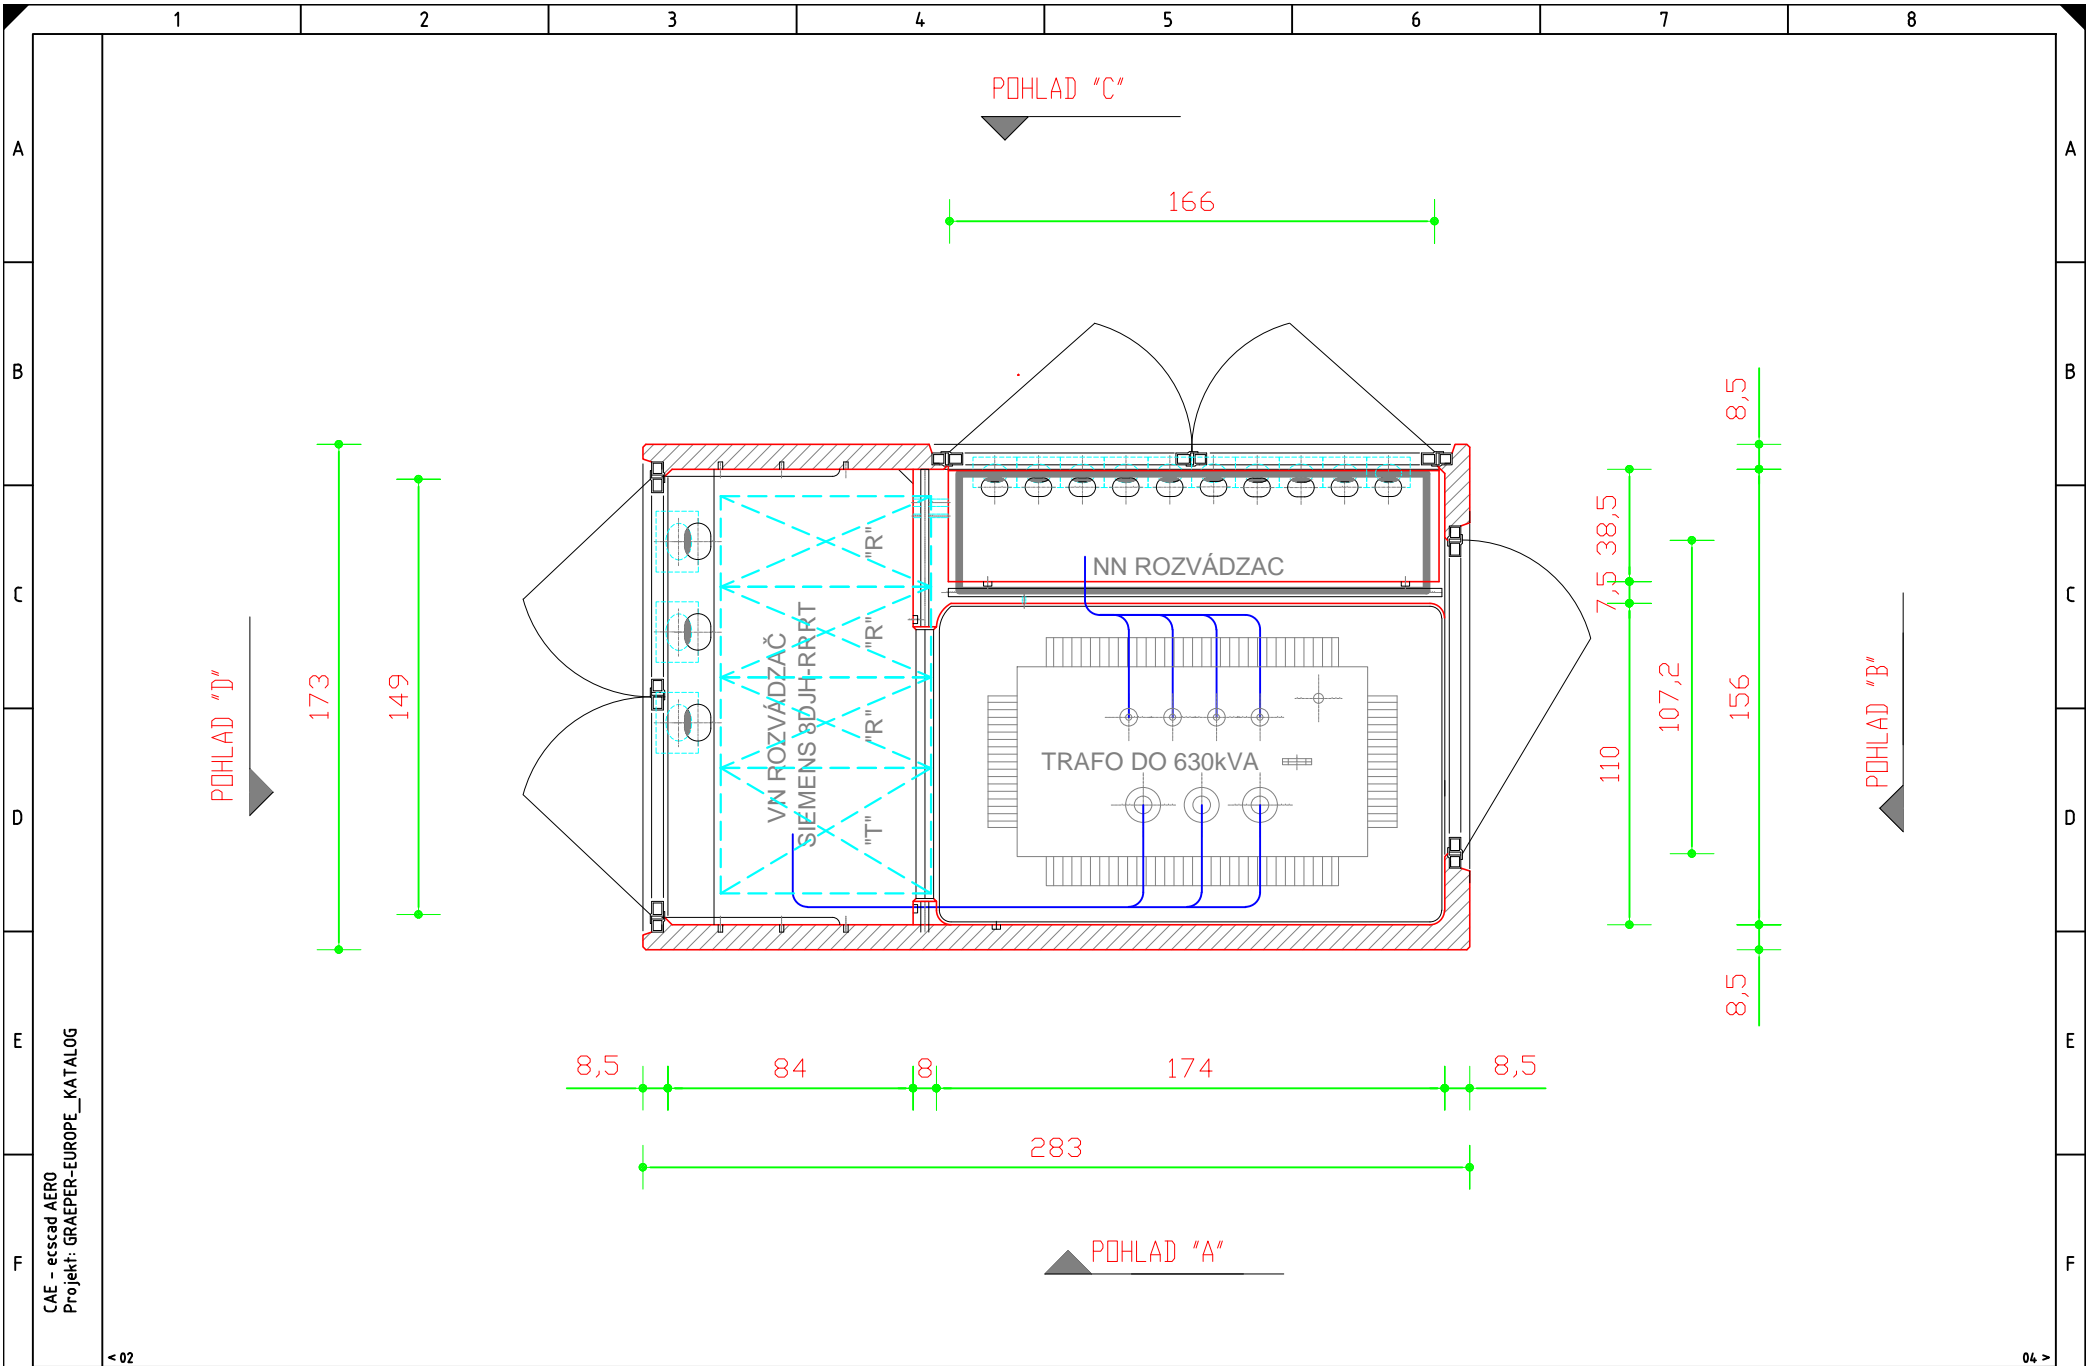 1 2 3 4 5 6 7 8
A A
POHLAD "C"
166
B B
8,5
C C
38,5
7,5
NN ROZVÁDZAC
"R"
"R"
"R"
"T"
VN ROZVÁDZAČ
SIEMENS 8DJH-RRRT
TRAFO DO 630kVA
POHLAD "D"
173
149
110
107,2
156
POHLAD "B"
D D
8,5
E E
8,5 84 8 174 8,5
283
POHLAD "A"
F F
CAE - ecscad AERO
Projekt: GRAEPER-EUROPE_KATALOG
< 02
04 >